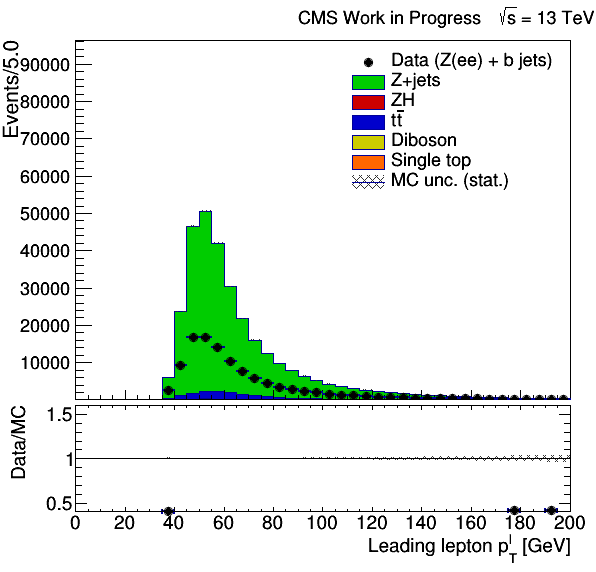 CMS Work in Progress √s = 13 TeV
Events/5.0
90000
80000
70000
60000
50000
40000
30000
20000
10000
Data (Z(ee) + b jets)
Z+jets
ZH
tt̅
Diboson
Single top
MC unc. (stat.)
Data/MC
1.5
1
0.5
0 20 40 60 80 100 120 140 160 180 200
Leading lepton p_T^l [GeV]